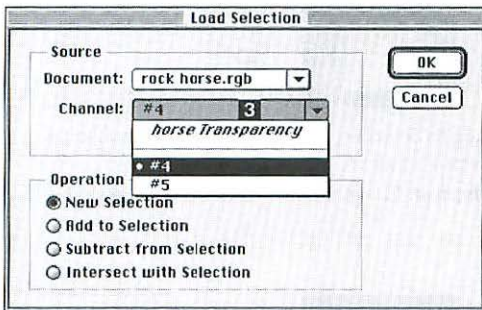 Load Selection
Source
Document: rock horse.rgb
OK
Channel: #4 3
Cancel
horse Transparency
#4
#5
Operation
New Selection
Add to Selection
Subtract from Selection
Intersect with Selection